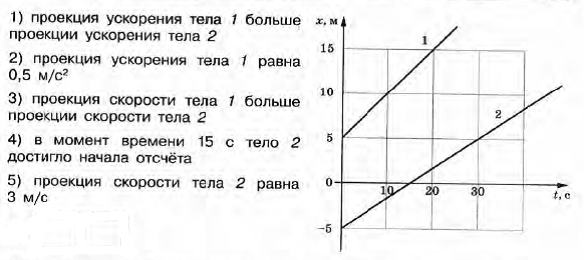 1) проекция ускорения тела 1 больше
проекции ускорения тела 2
2) проекция ускорения тела 1 равна
0,5 м/с²
3) проекция скорости тела 1 больше
проекции скорости тела 2
4) в момент времени 15 с тело 2
достигло начала отсчёта
5) проекция скорости тела 2 равна
3 м/с
x, м
15
10
5
0
-5
1
2
10
20
30
t, с